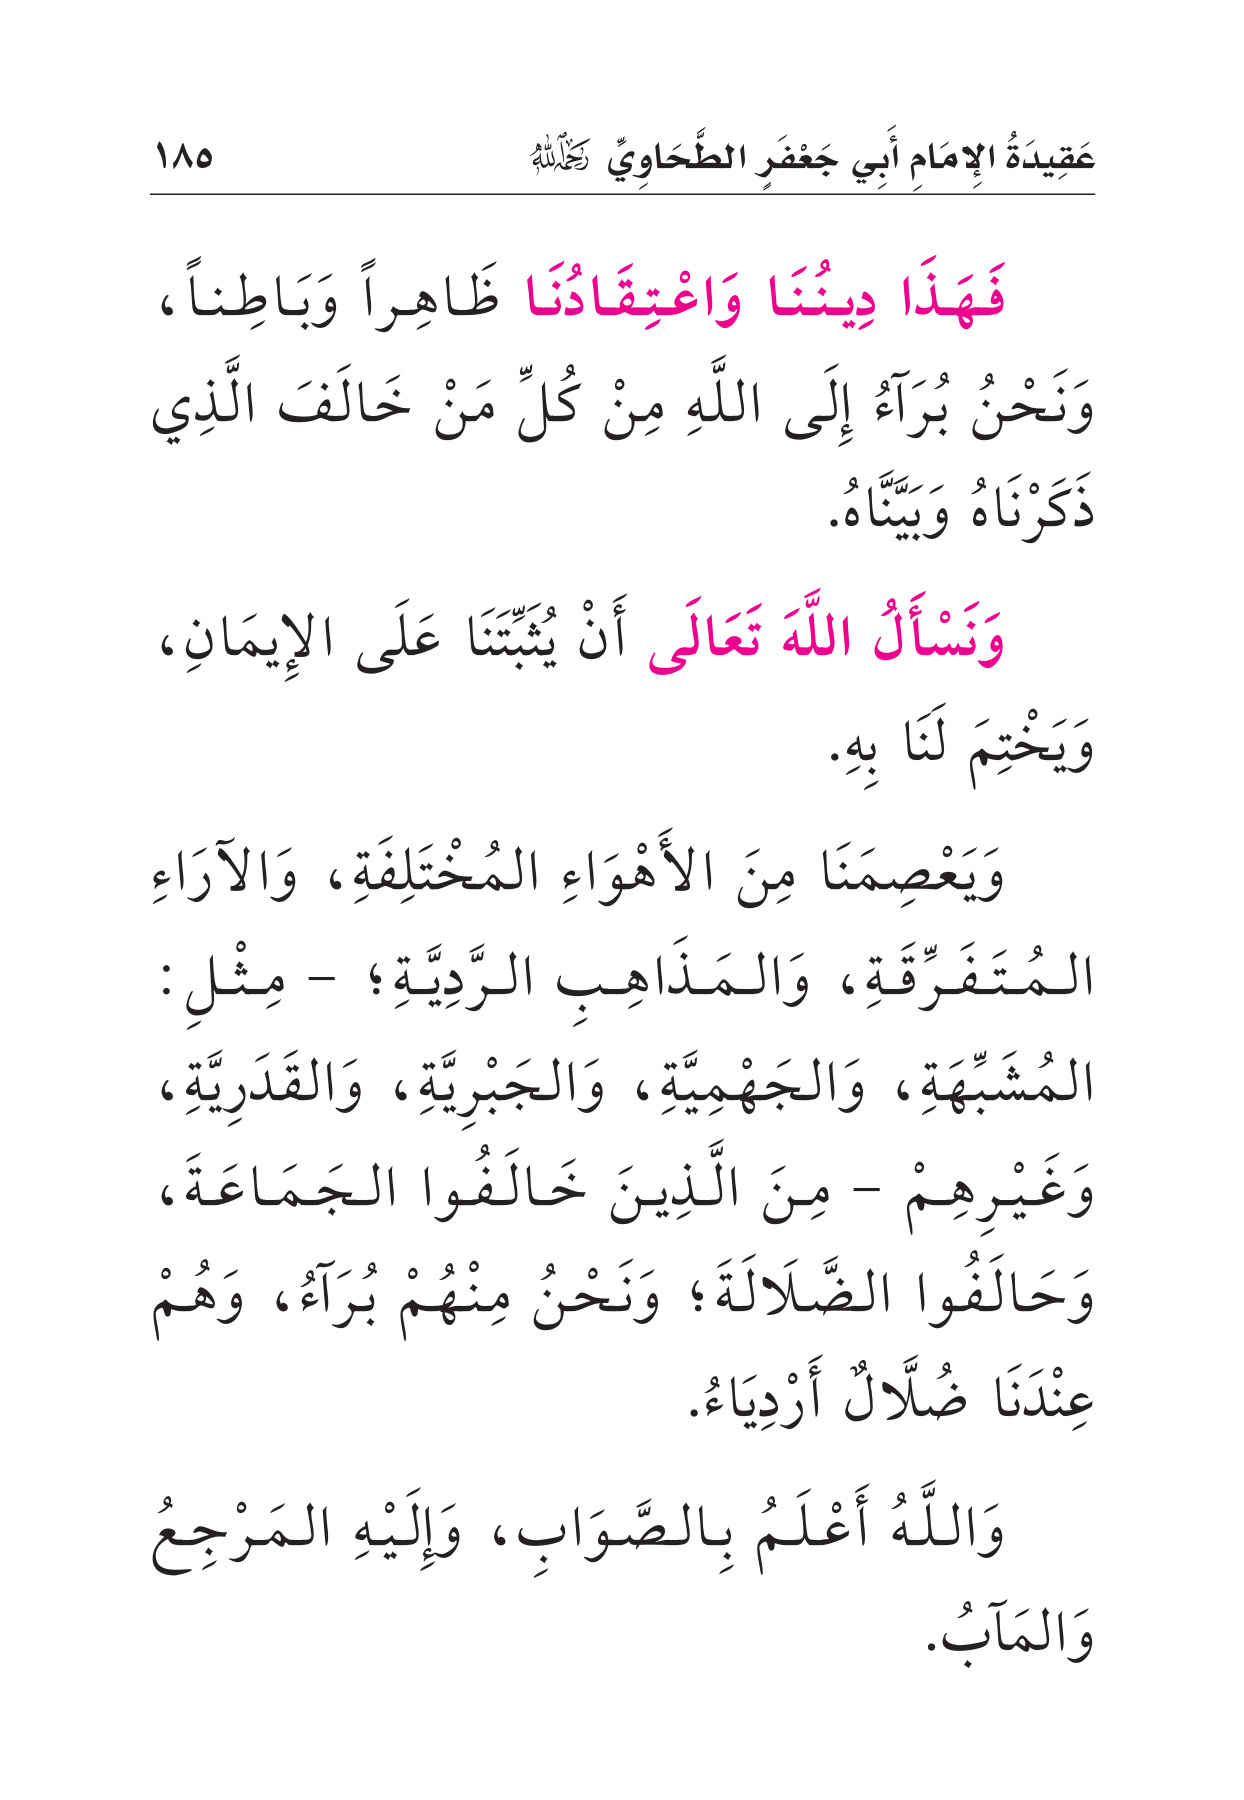 عَقِيدَةُ الإِمَامِ أَبِي جَعْفَرٍ الطَّحَاوِيِّ رَحِمَهُ اللَّهُ ١٨٥
فَهَذَا دِينُنَا وَاعْتِقَادُنَا ظَاهِراً وَبَاطِناً،
وَنَحْنُ بُرَآءُ إِلَى اللَّهِ مِنْ كُلِّ مَنْ خَالَفَ الَّذِي
ذَكَرْنَاهُ وَبَيَّنَّاهُ.
وَنَسْأَلُ اللَّهَ تَعَالَى أَنْ يُثَبِّتَنَا عَلَى الإِيمَانِ،
وَيَخْتِمَ لَنَا بِهِ.
وَيَعْصِمَنَا مِنَ الأَهْوَاءِ المُخْتَلِفَةِ، وَالآرَاءِ
المُتَفَرِّقَةِ، وَالمَذَاهِبِ الرَّدِيَّةِ؛ – مِثْلِ:
المُشَبِّهَةِ، وَالجَهْمِيَّةِ، وَالجَبْرِيَّةِ، وَالقَدَرِيَّةِ،
وَغَيْرِهِمْ – مِنَ الَّذِينَ خَالَفُوا الجَمَاعَةَ،
وَحَالَفُوا الضَّلَالَةَ؛ وَنَحْنُ مِنْهُمْ بُرَآءُ، وَهُمْ
عِنْدَنَا ضُلَّالٌ أَرْدِيَاءُ.
وَاللَّهُ أَعْلَمُ بِالصَّوَابِ، وَإِلَيْهِ المَرْجِعُ
وَالمَآبُ.